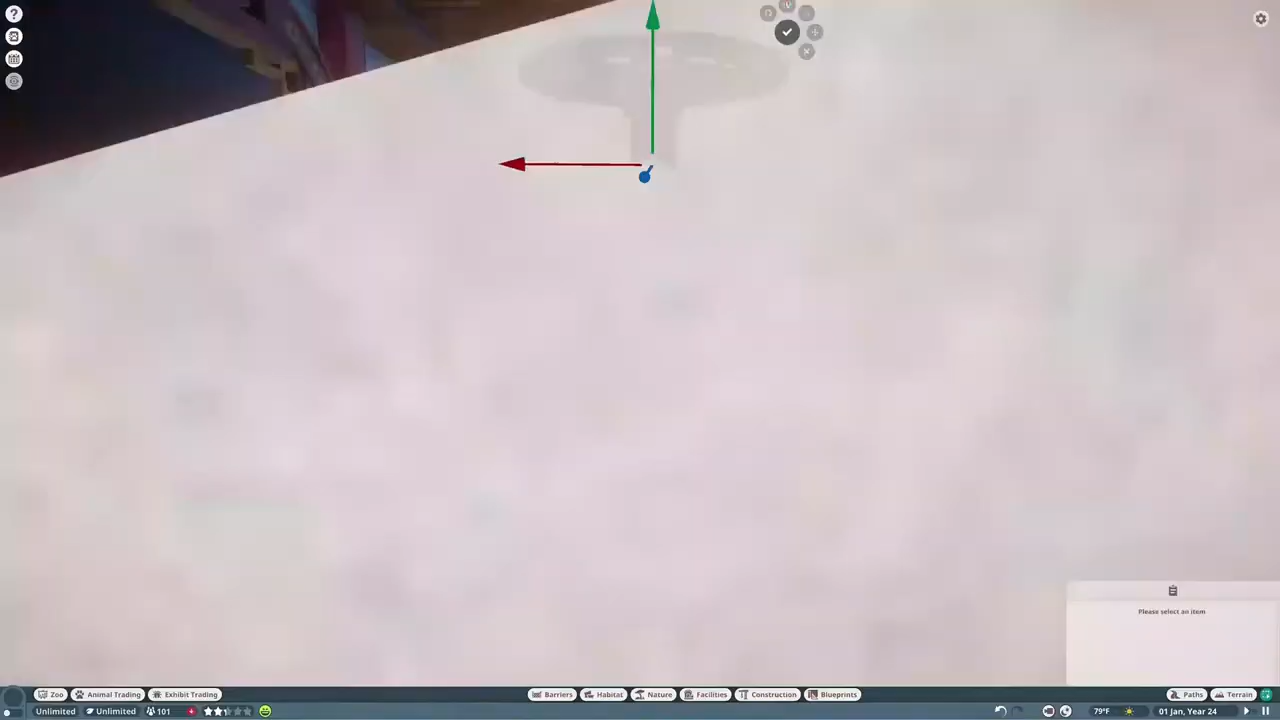 ?
Please select an item
Zoo Animal Trading Exhibit Trading Barriers Habitat Nature Facilities Construction Blueprints Paths Terrain
Unlimited Unlimited 101 79°F 01 Jan, Year 24